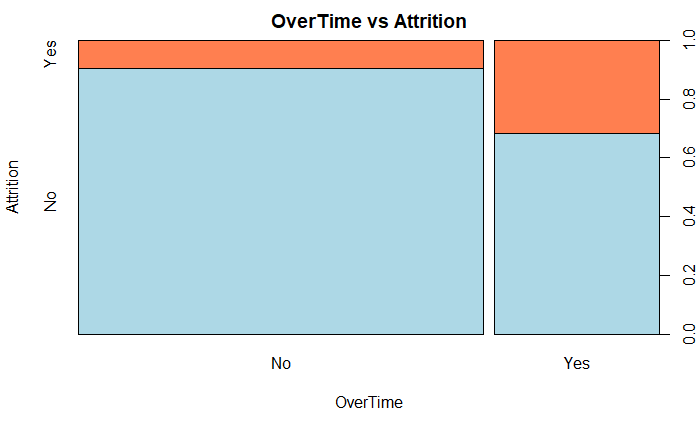 OverTime vs Attrition
Yes
No
Attrition
1.0
0.8
0.6
0.4
0.2
0.0
No
Yes
OverTime